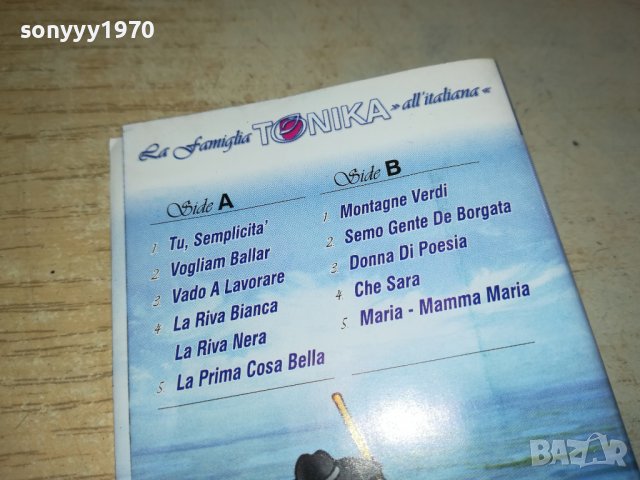 sonyyy1970
La Famiglia TONIKA »all'italiana«
Side A
1 Tu, Semplicita'
2 Vogliam Ballar
3 Vado A Lavorare
4 La Riva Bianca
La Riva Nera
5 La Prima Cosa Bella
Side B
1 Montagne Verdi
2 Semo Gente De Borgata
3 Donna Di Poesia
4 Che Sara
5 Maria - Mamma Maria
BAZAR